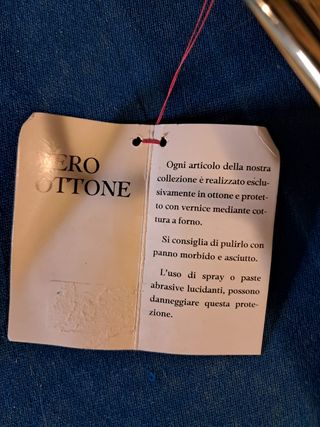 VERO
OTTONE
Ogni articolo della nostra
collezione è realizzato esclu-
sivamente in ottone e protet-
to con vernice mediante cot-
tura a forno.
Si consiglia di pulirlo con
panno morbido e asciutto.
L'uso di spray o paste
abrasive lucidanti, possono
danneggiare questa prote-
zione.